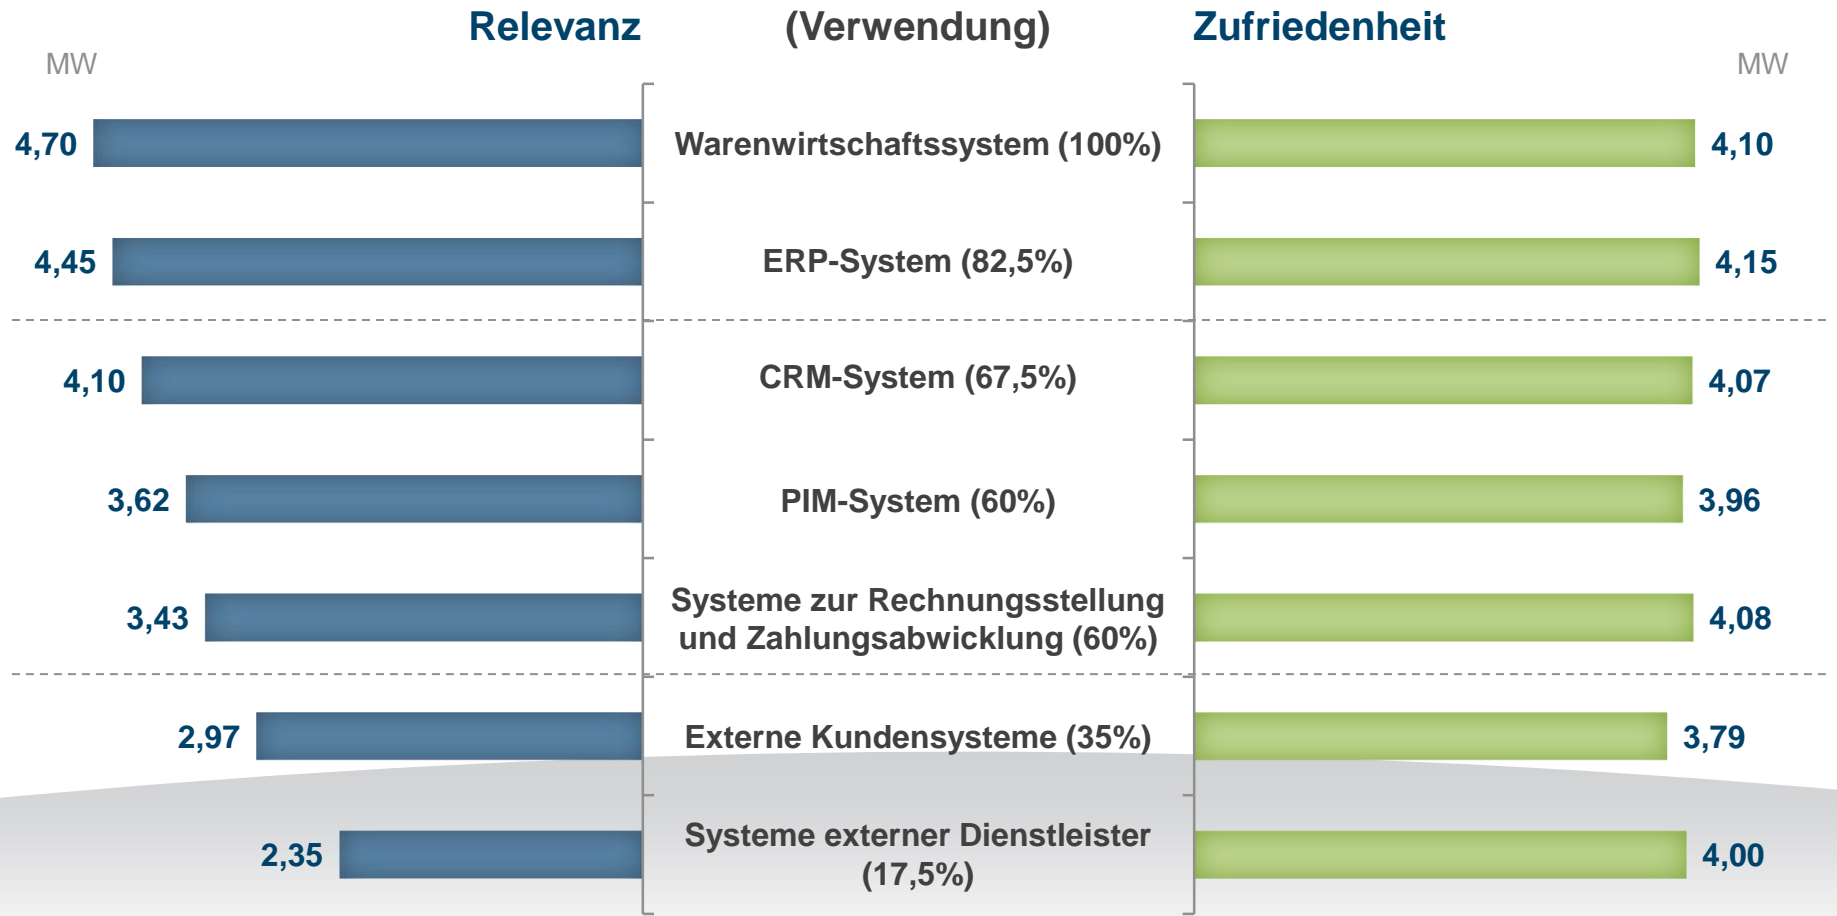 Relevanz (Verwendung) Zufriedenheit
MW MW
4,70 Warenwirtschaftssystem (100%) 4,10
4,45 ERP-System (82,5%) 4,15
4,10 CRM-System (67,5%) 4,07
3,62 PIM-System (60%) 3,96
Systeme zur Rechnungsstellung
3,43 und Zahlungsabwicklung (60%) 4,08
2,97 Externe Kundensysteme (35%) 3,79
Systeme externer Dienstleister
2,35 (17,5%) 4,00